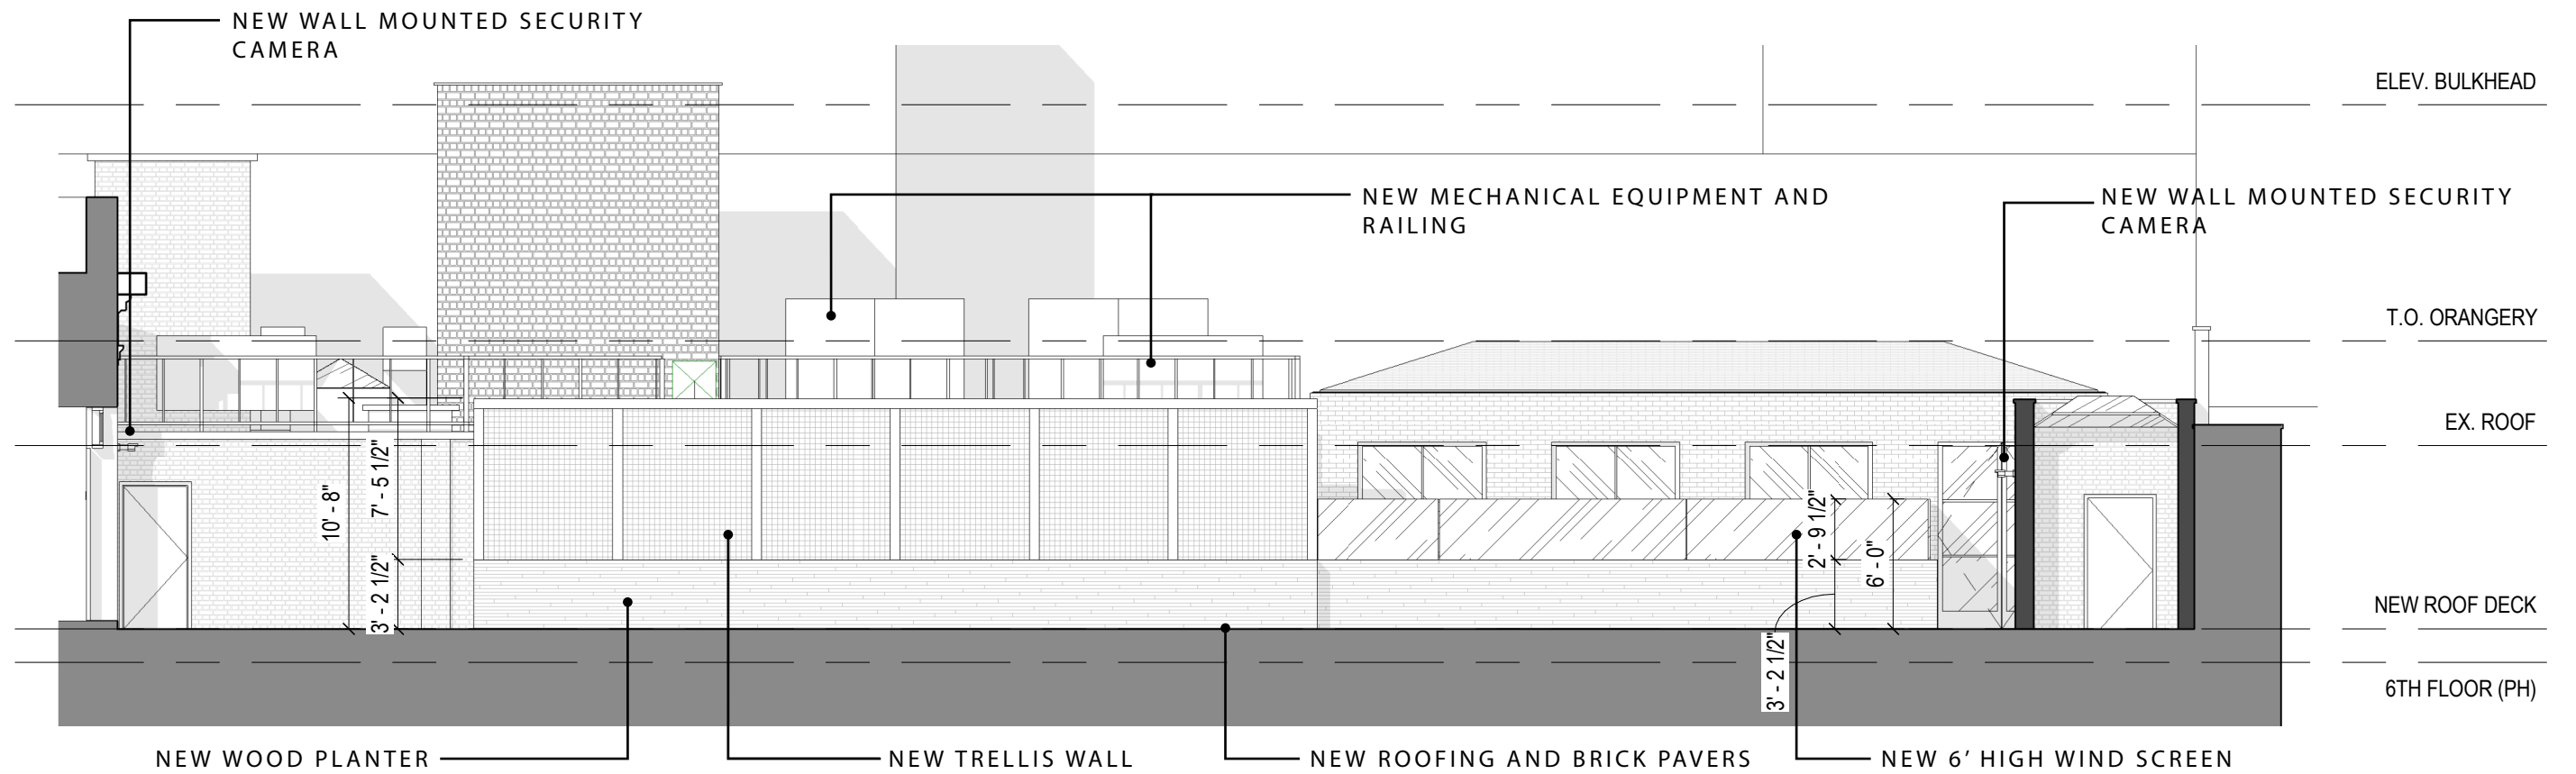 NEW WALL MOUNTED SECURITY
CAMERA
ELEV. BULKHEAD
NEW MECHANICAL EQUIPMENT AND
RAILING
NEW WALL MOUNTED SECURITY
CAMERA
T.O. ORANGERY
EX. ROOF
10' - 8"
7' - 5 1/2"
3' - 2 1/2"
2' - 9 1/2"
6' - 0"
3' - 2 1/2"
NEW ROOF DECK
6TH FLOOR (PH)
NEW WOOD PLANTER
NEW TRELLIS WALL
NEW ROOFING AND BRICK PAVERS
NEW 6’ HIGH WIND SCREEN